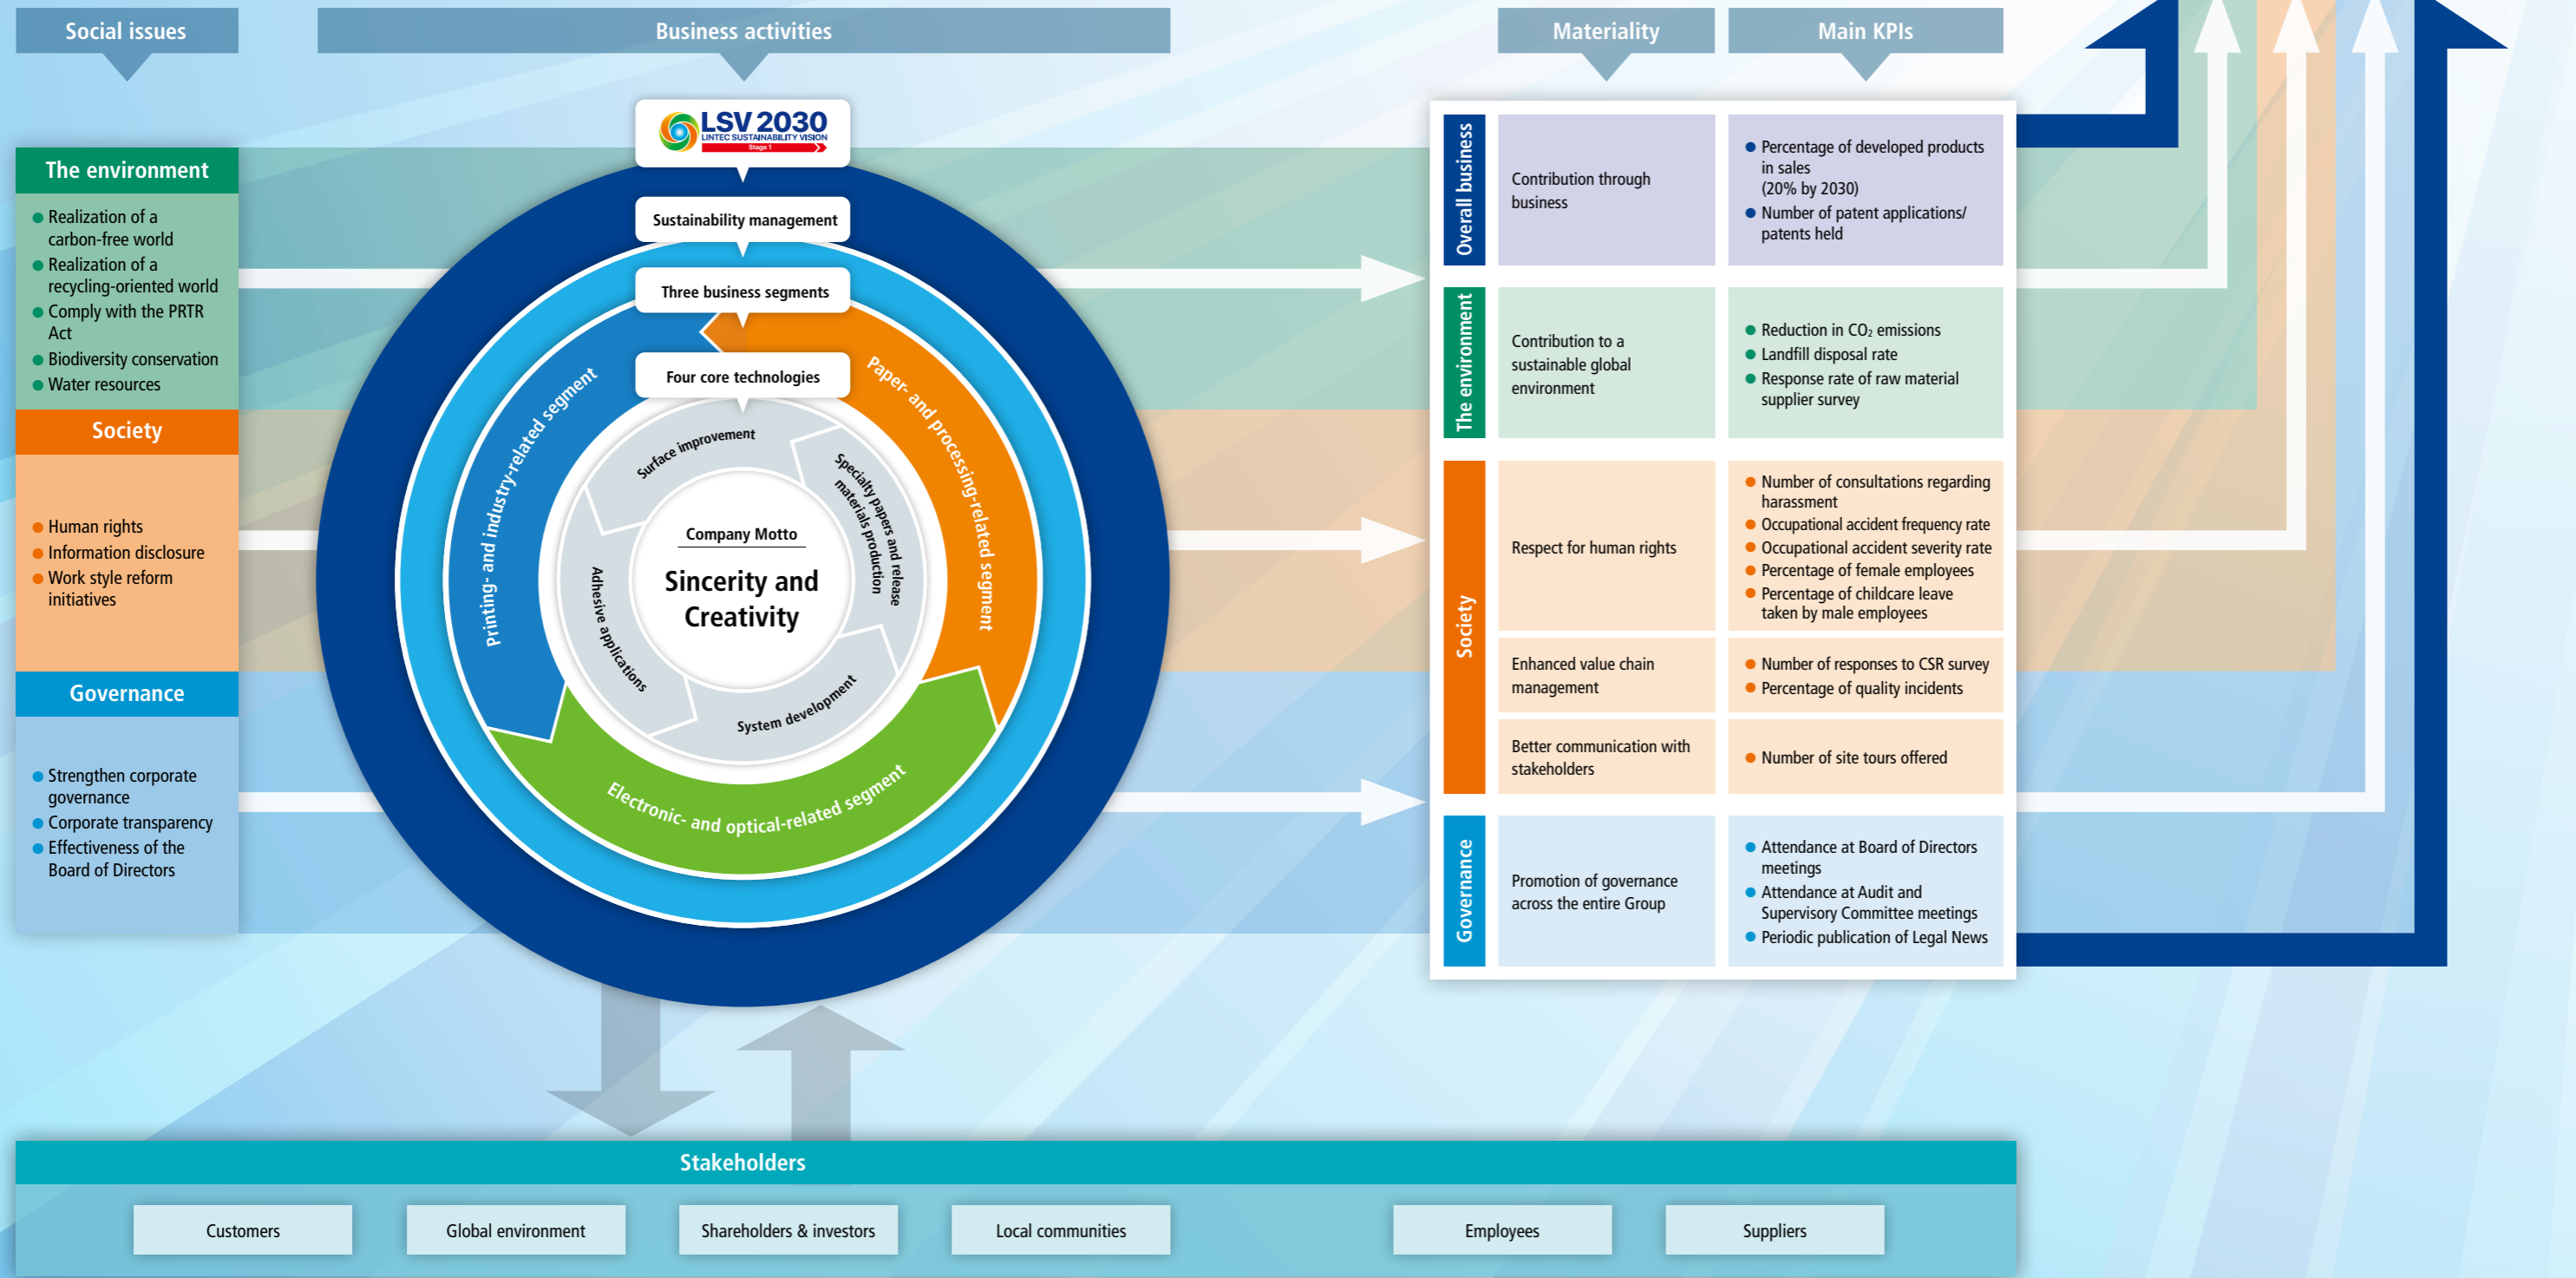 Social issues
Business activities
Materiality
Main KPIs
The environment
Realization of a
carbon-free world
Realization of a
recycling-oriented world
Comply with the PRTR
Act
Biodiversity conservation
Water resources
Society
Human rights
Information disclosure
Work style reform
initiatives
Governance
Strengthen corporate
governance
Corporate transparency
Effectiveness of the
Board of Directors
LSV 2030
LINTEC SUSTAINABILITY VISION
Stage 1
Sustainability management
Three business segments
Four core technologies
Printing- and industry-related segment
Paper- and processing-related segment
Electronic- and optical-related segment
Surface improvement
Specialty papers and release
materials production
System development
Adhesive applications
Company Motto
Sincerity and
Creativity
Overall business
Contribution through
business
Percentage of developed products
in sales
(20% by 2030)
Number of patent applications/
patents held
The environment
Contribution to a
sustainable global
environment
Reduction in CO₂ emissions
Landfill disposal rate
Response rate of raw material
supplier survey
Society
Respect for human rights
Number of consultations regarding
harassment
Occupational accident frequency rate
Occupational accident severity rate
Percentage of female employees
Percentage of childcare leave
taken by male employees
Enhanced value chain
management
Number of responses to CSR survey
Percentage of quality incidents
Better communication with
stakeholders
Number of site tours offered
Governance
Promotion of governance
across the entire Group
Attendance at Board of Directors
meetings
Attendance at Audit and
Supervisory Committee meetings
Periodic publication of Legal News
Stakeholders
Customers
Global environment
Shareholders & investors
Local communities
Employees
Suppliers